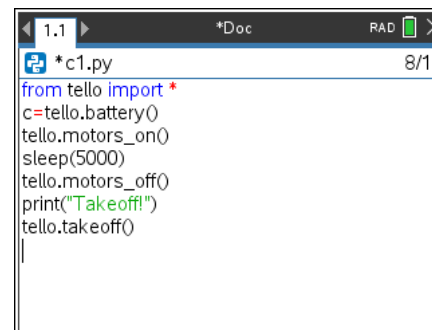 1.1 *Doc RAD
*c1.py 8/1
from tello import *
c=tello.battery()
tello.motors_on()
sleep(5000)
tello.motors_off()
print("Takeoff!")
tello.takeoff()